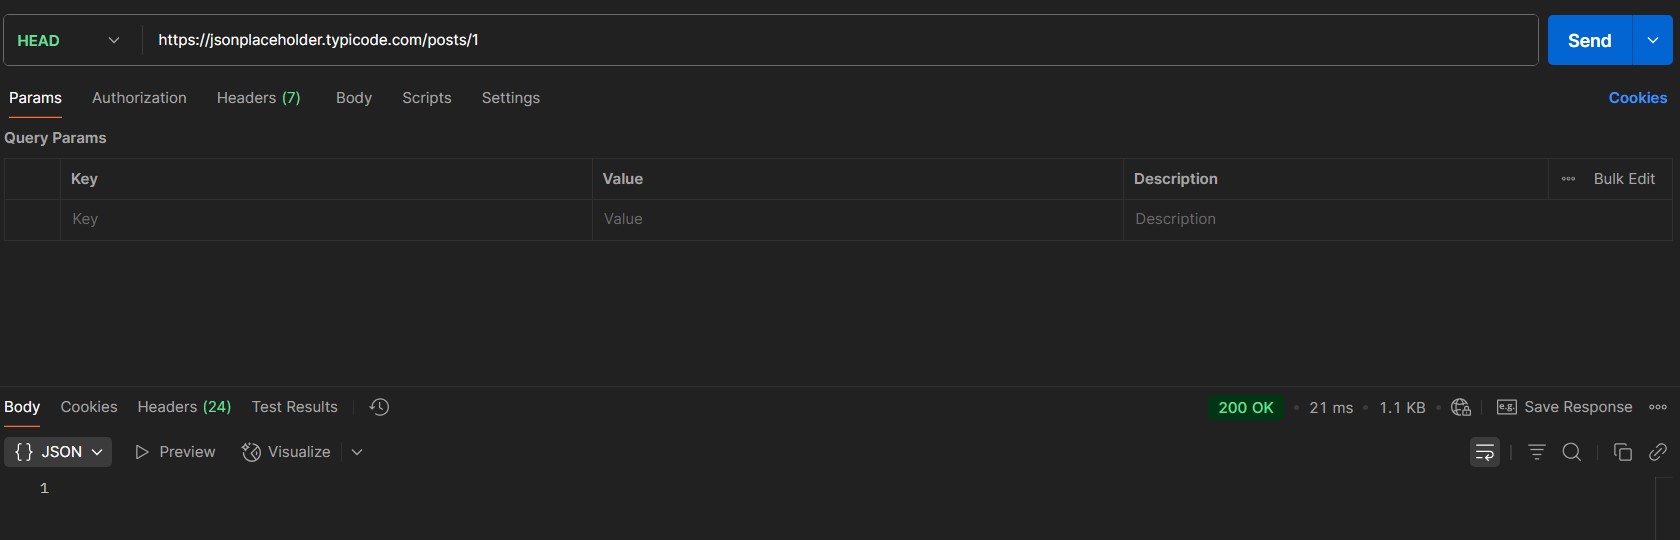 HEAD https://jsonplaceholder.typicode.com/posts/1 Send
Params Authorization Headers (7) Body Scripts Settings Cookies
Query Params
Key Value Description Bulk Edit
Key Value Description
Body Cookies Headers (24) Test Results 200 OK • 21 ms • 1.1 KB • e.g. Save Response
{} JSON Preview Visualize
1